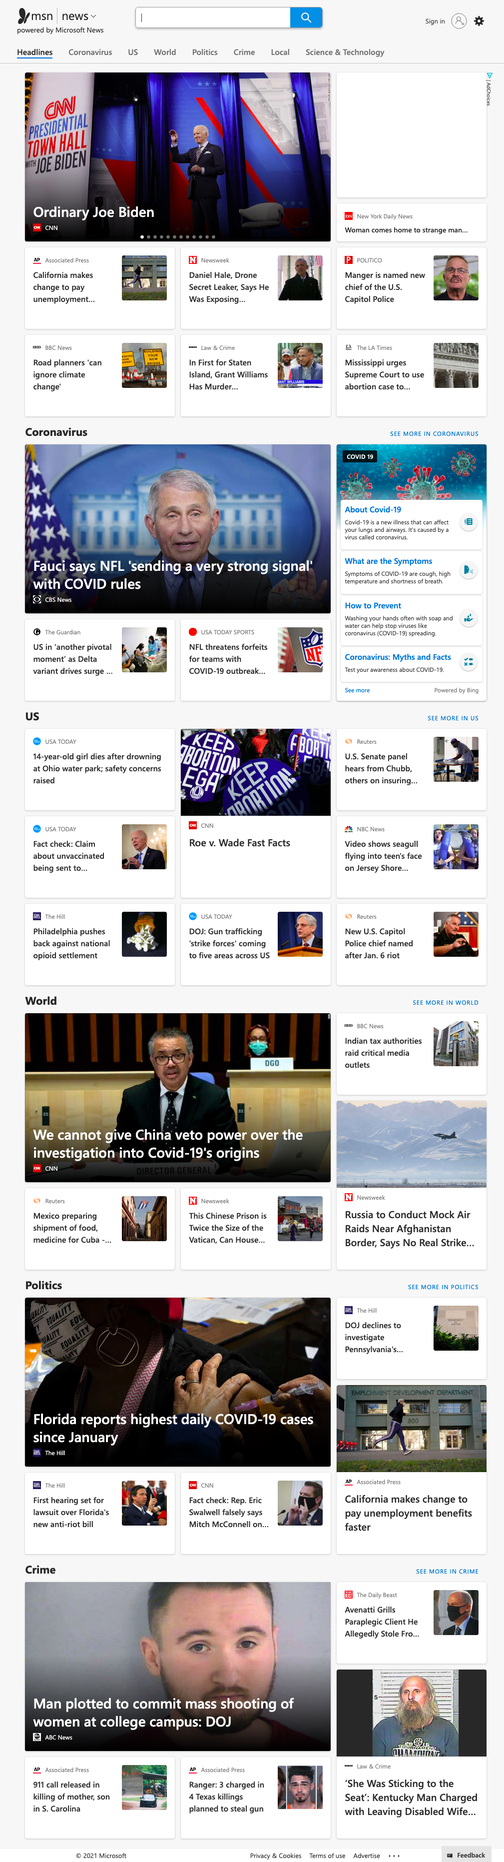 msn | news
powered by Microsoft News
Sign in
Headlines Coronavirus US World Politics Crime Local Science & Technology
CNN
PRESIDENTIAL
TOWN HALL
WITH
JOE BIDEN
Ordinary Joe Biden
CNN
AdChoices
New York Daily News
Woman comes home to strange man...
Associated Press
California makes
change to pay
unemployment...
Newsweek
Daniel Hale, Drone
Secret Leaker, Says He
Was Exposing...
POLITICO
Manger is named new
chief of the U.S.
Capitol Police
BBC News
Road planners 'can
ignore climate
change'
Law & Crime
In First for Staten
Island, Grant Williams
Has Murder...
The LA Times
Mississippi urges
Supreme Court to use
abortion case to...
Coronavirus
SEE MORE IN CORONAVIRUS
Fauci says NFL 'sending a very strong signal'
with COVID rules
CBS News
COVID 19
About Covid-19
Covid-19 is a new illness that can affect
your lungs and airways. It's caused by a
virus called coronavirus.
What are the Symptoms
Symptoms of COVID-19 are cough, high
temperature and shortness of breath.
How to Prevent
Washing your hands often with soap and
water can help stop viruses like
coronavirus (COVID-19) spreading.
Coronavirus: Myths and Facts
Test your awareness about COVID-19.
See more
Powered by Bing
The Guardian
US in 'another pivotal
moment' as Delta
variant drives surge ...
USA TODAY SPORTS
NFL threatens forfeits
for teams with
COVID-19 outbreak...
NFL
US
SEE MORE IN US
USA TODAY
14-year-old girl dies after drowning
at Ohio water park; safety concerns
raised
KEEP
ABORTION
LEGAL
CNN
Roe v. Wade Fast Facts
Reuters
U.S. Senate panel
hears from Chubb,
others on insuring...
USA TODAY
Fact check: Claim
about unvaccinated
being sent to...
NBC News
Video shows seagull
flying into teen's face
on Jersey Shore...
The Hill
Philadelphia pushes
back against national
opioid settlement
USA TODAY
DOJ: Gun trafficking
'strike forces' coming
to five areas across US
Reuters
New U.S. Capitol
Police chief named
after Jan. 6 riot
World
SEE MORE IN WORLD
DGO
DIRECTOR GENERAL
We cannot give China veto power over the
investigation into Covid-19's origins
CNN
BBC News
Indian tax authorities
raid critical media
outlets
Newsweek
Russia to Conduct Mock Air
Raids Near Afghanistan
Border, Says No Real Strike...
Reuters
Mexico preparing
shipment of food,
medicine for Cuba -...
Newsweek
This Chinese Prison is
Twice the Size of the
Vatican, Can House...
Politics
SEE MORE IN POLITICS
EQUALITY
Florida reports highest daily COVID-19 cases
since January
The Hill
The Hill
DOJ declines to
investigate
Pennsylvania's...
EMPLOYMENT DEVELOPMENT DEPARTMENT
800
Associated Press
California makes change to
pay unemployment benefits
faster
The Hill
First hearing set for
lawsuit over Florida's
new anti-riot bill
CNN
Fact check: Rep. Eric
Swalwell falsely says
Mitch McConnell on...
Crime
SEE MORE IN CRIME
Man plotted to commit mass shooting of
women at college campus: DOJ
ABC News
The Daily Beast
Avenatti Grills
Paraplegic Client He
Allegedly Stole Fro...
Law & Crime
'She Was Sticking to the
Seat': Kentucky Man Charged
with Leaving Disabled Wife...
Associated Press
911 call released in
killing of mother, son
in S. Carolina
Associated Press
Ranger: 3 charged in
4 Texas killings
planned to steal gun
© 2021 Microsoft
Privacy & Cookies Terms of use Advertise ...
Feedback